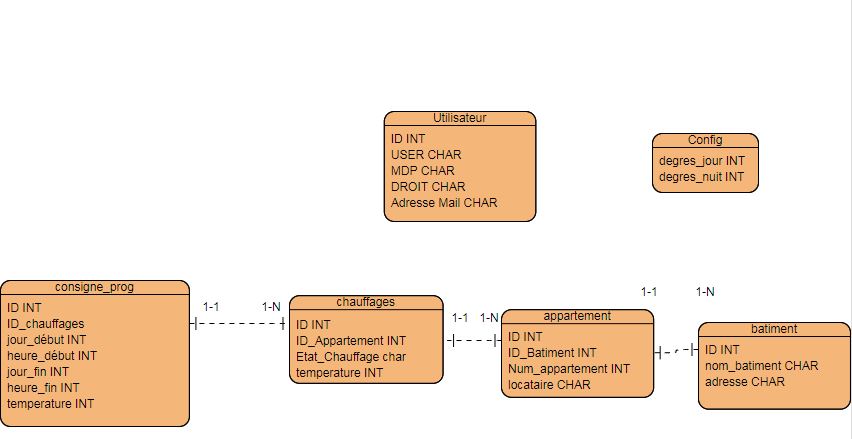 Utilisateur
ID INT
USER CHAR
MDP CHAR
DROIT CHAR
Adresse Mail CHAR
Config
degres_jour INT
degres_nuit INT
consigne_prog
ID INT
ID_chauffages
jour_début INT
heure_début INT
jour_fin INT
heure_fin INT
temperature INT
1-1
1-N
chauffages
ID INT
ID_Appartement INT
Etat_Chauffage char
temperature INT
1-1
1-N
appartement
ID INT
ID_Batiment INT
Num_appartement INT
locataire CHAR
1-1
1-N
batiment
ID INT
nom_batiment CHAR
adresse CHAR